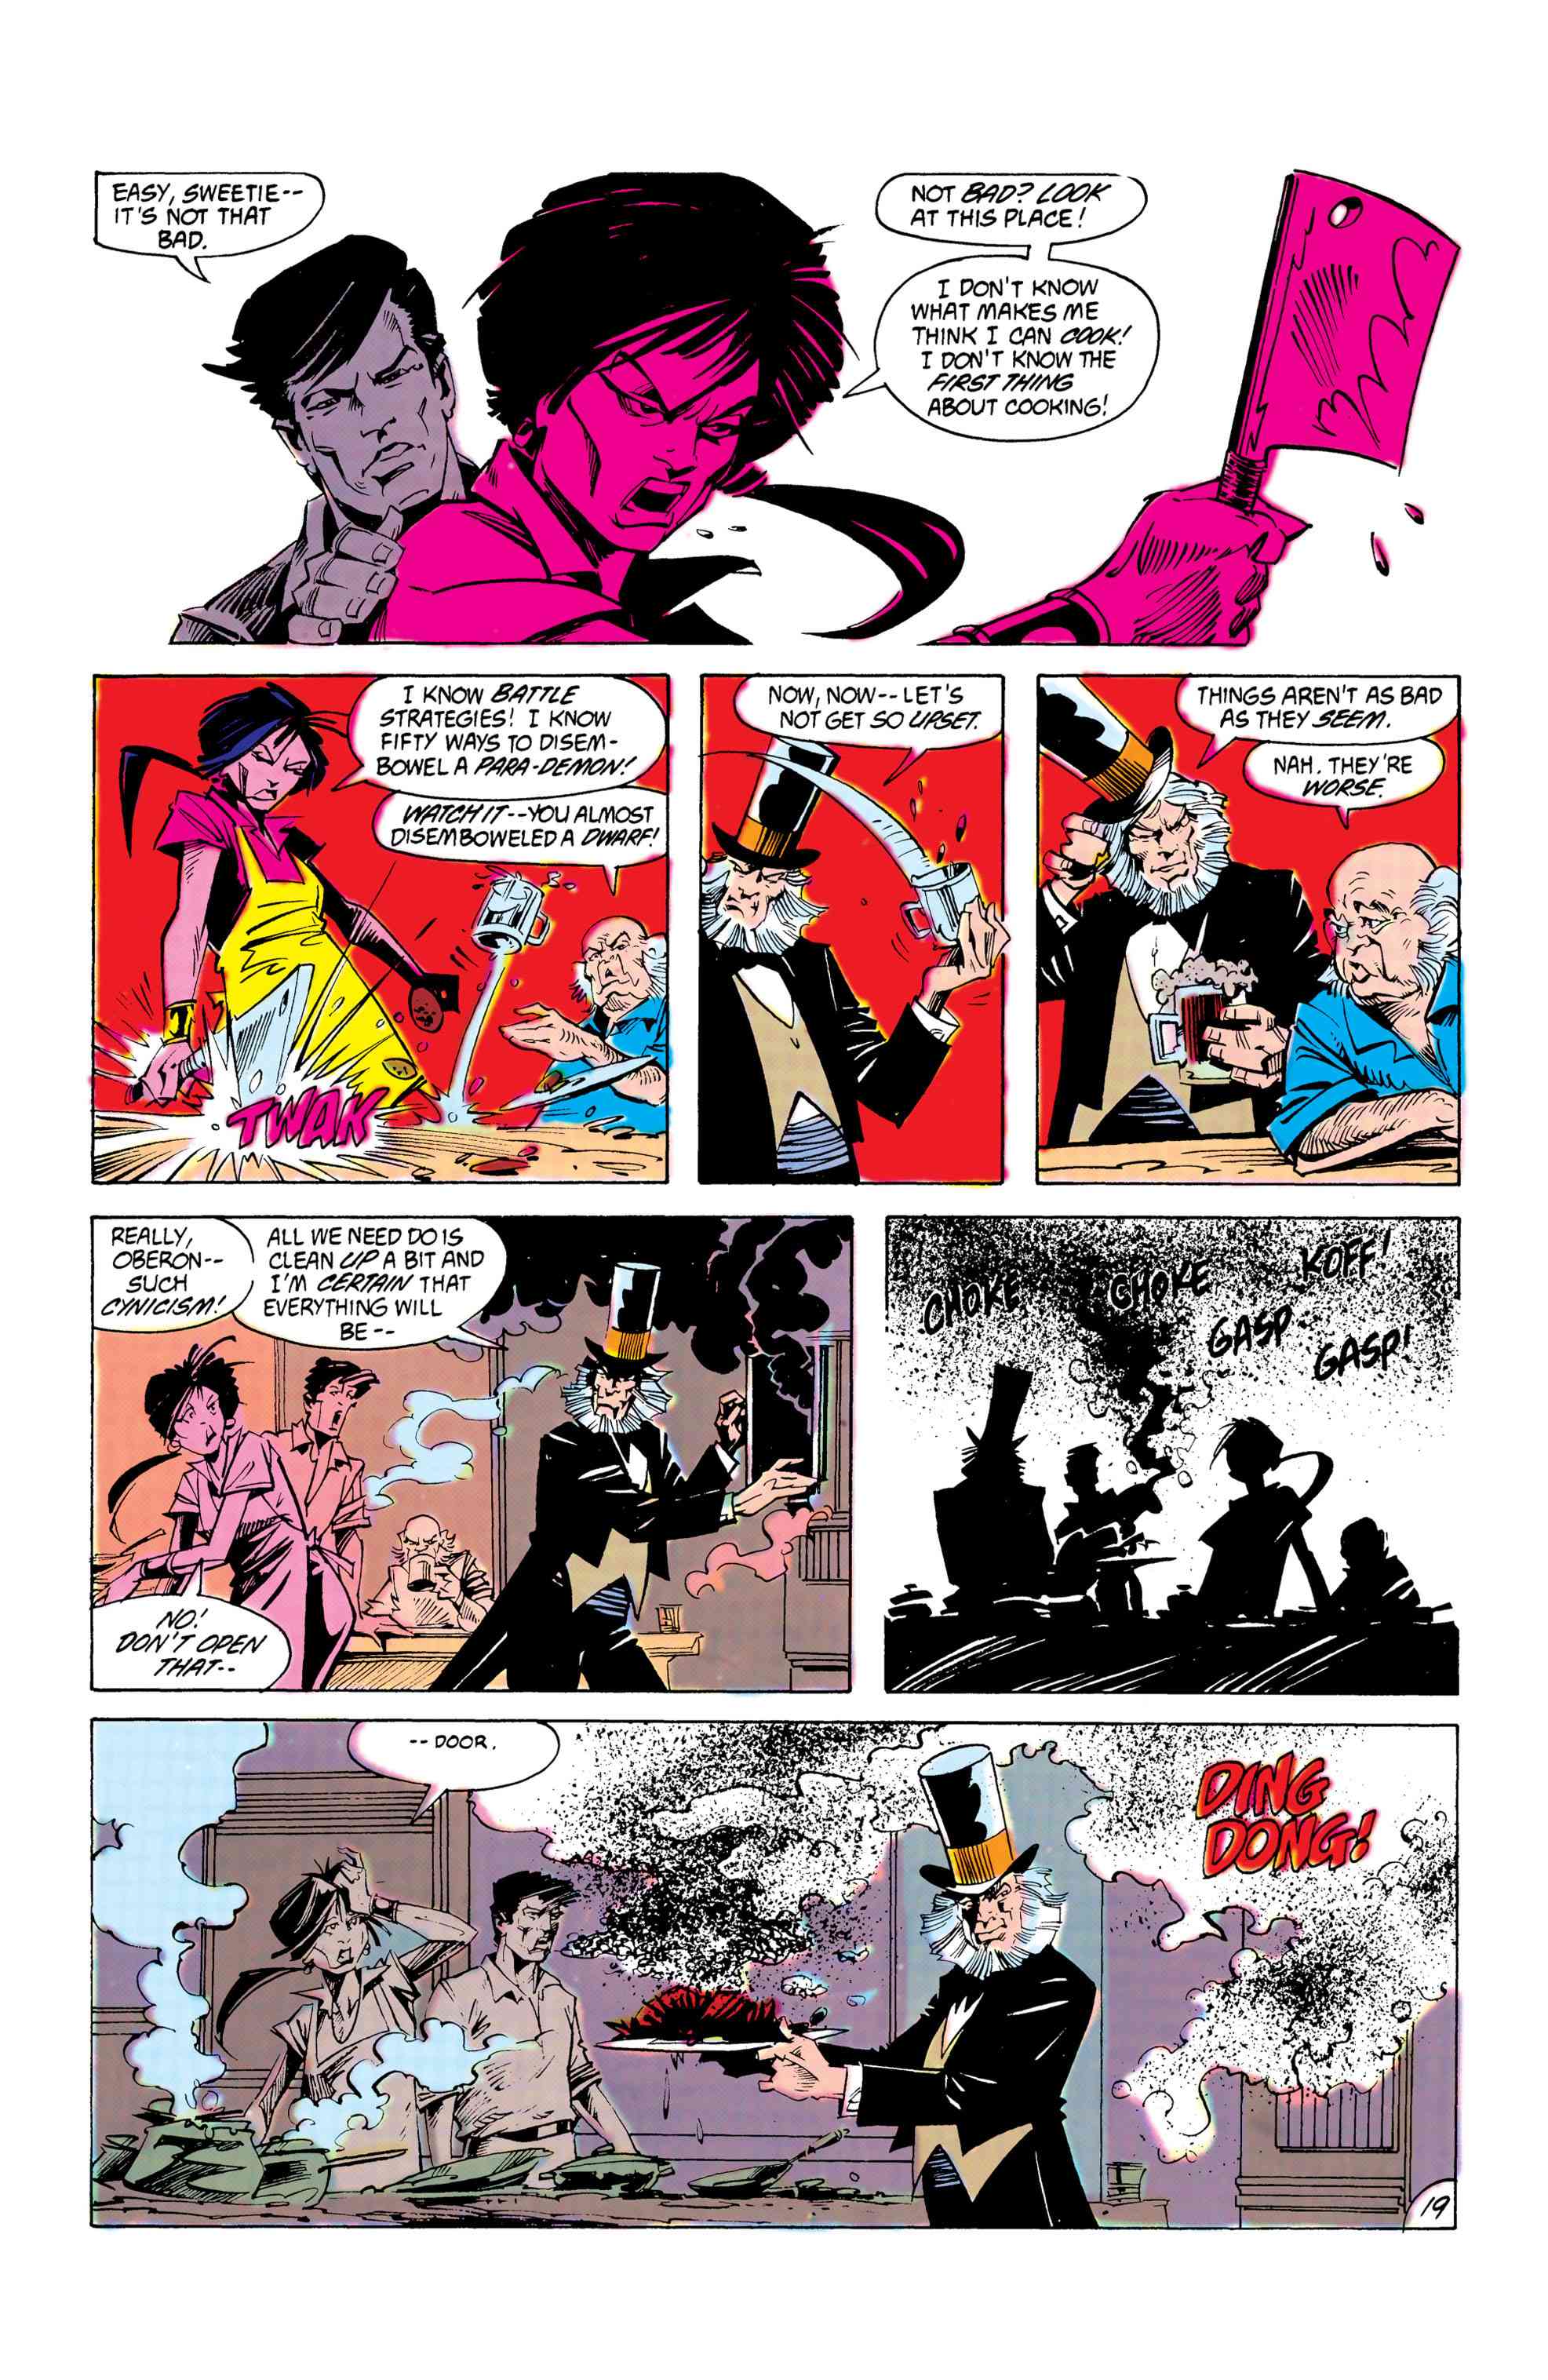 EASY, SWEETIE--
IT'S NOT THAT
BAD.
NOT BAD? LOOK
AT THIS PLACE!
I DON'T KNOW
WHAT MAKES ME
THINK I CAN COOK!
I DON'T KNOW THE
FIRST THING
ABOUT COOKING!
I KNOW BATTLE
STRATEGIES! I KNOW
FIFTY WAYS TO DISEM-
BOWEL A PARA-DEMON!
WATCH IT--YOU ALMOST
DISEMBOWELED A DWARF!
TWAK
NOW, NOW--LET'S
NOT GET SO UPSET.
THINGS AREN'T AS BAD
AS THEY SEEM.
NAH. THEY'RE
WORSE.
REALLY,
OBERON--
SUCH
CYNICISM!
ALL WE NEED DO IS
CLEAN UP A BIT AND
I'M CERTAIN THAT
EVERYTHING WILL
BE--
NO!
DON'T OPEN
THAT--
CHOKE
CHOKE
KOFF!
GASP
GASP!
--DOOR.
DING
DONG!
19